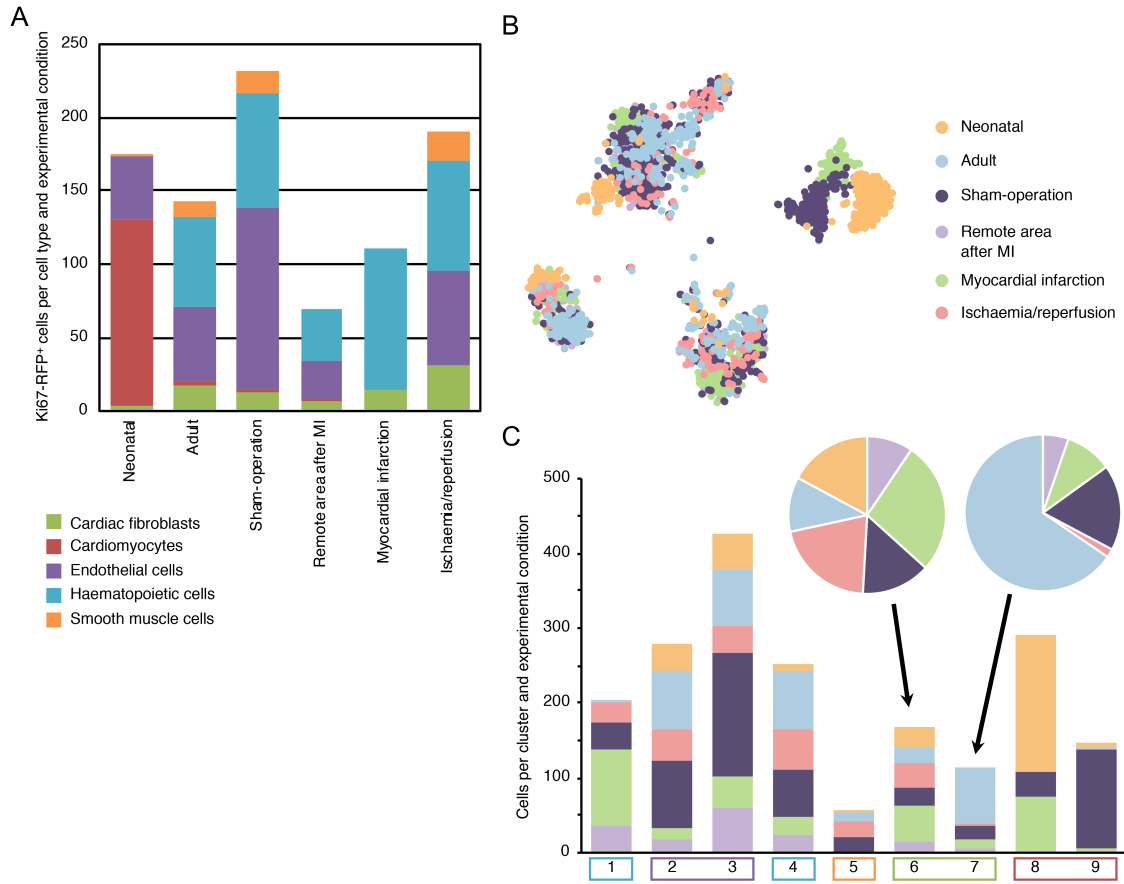 A
Ki67-RFP+ cells per cell type and experimental condition
250
200
150
100
50
0
Neonatal
Adult
Sham-operation
Remote area after MI
Myocardial infarction
Ischaemia/reperfusion
Cardiac fibroblasts
Cardiomyocytes
Endothelial cells
Haematopoietic cells
Smooth muscle cells
B
Neonatal
Adult
Sham-operation
Remote area
after MI
Myocardial infarction
Ischaemia/reperfusion
C
Cells per cluster and experimental condition
500
400
300
200
100
0
1
2
3
4
5
6
7
8
9